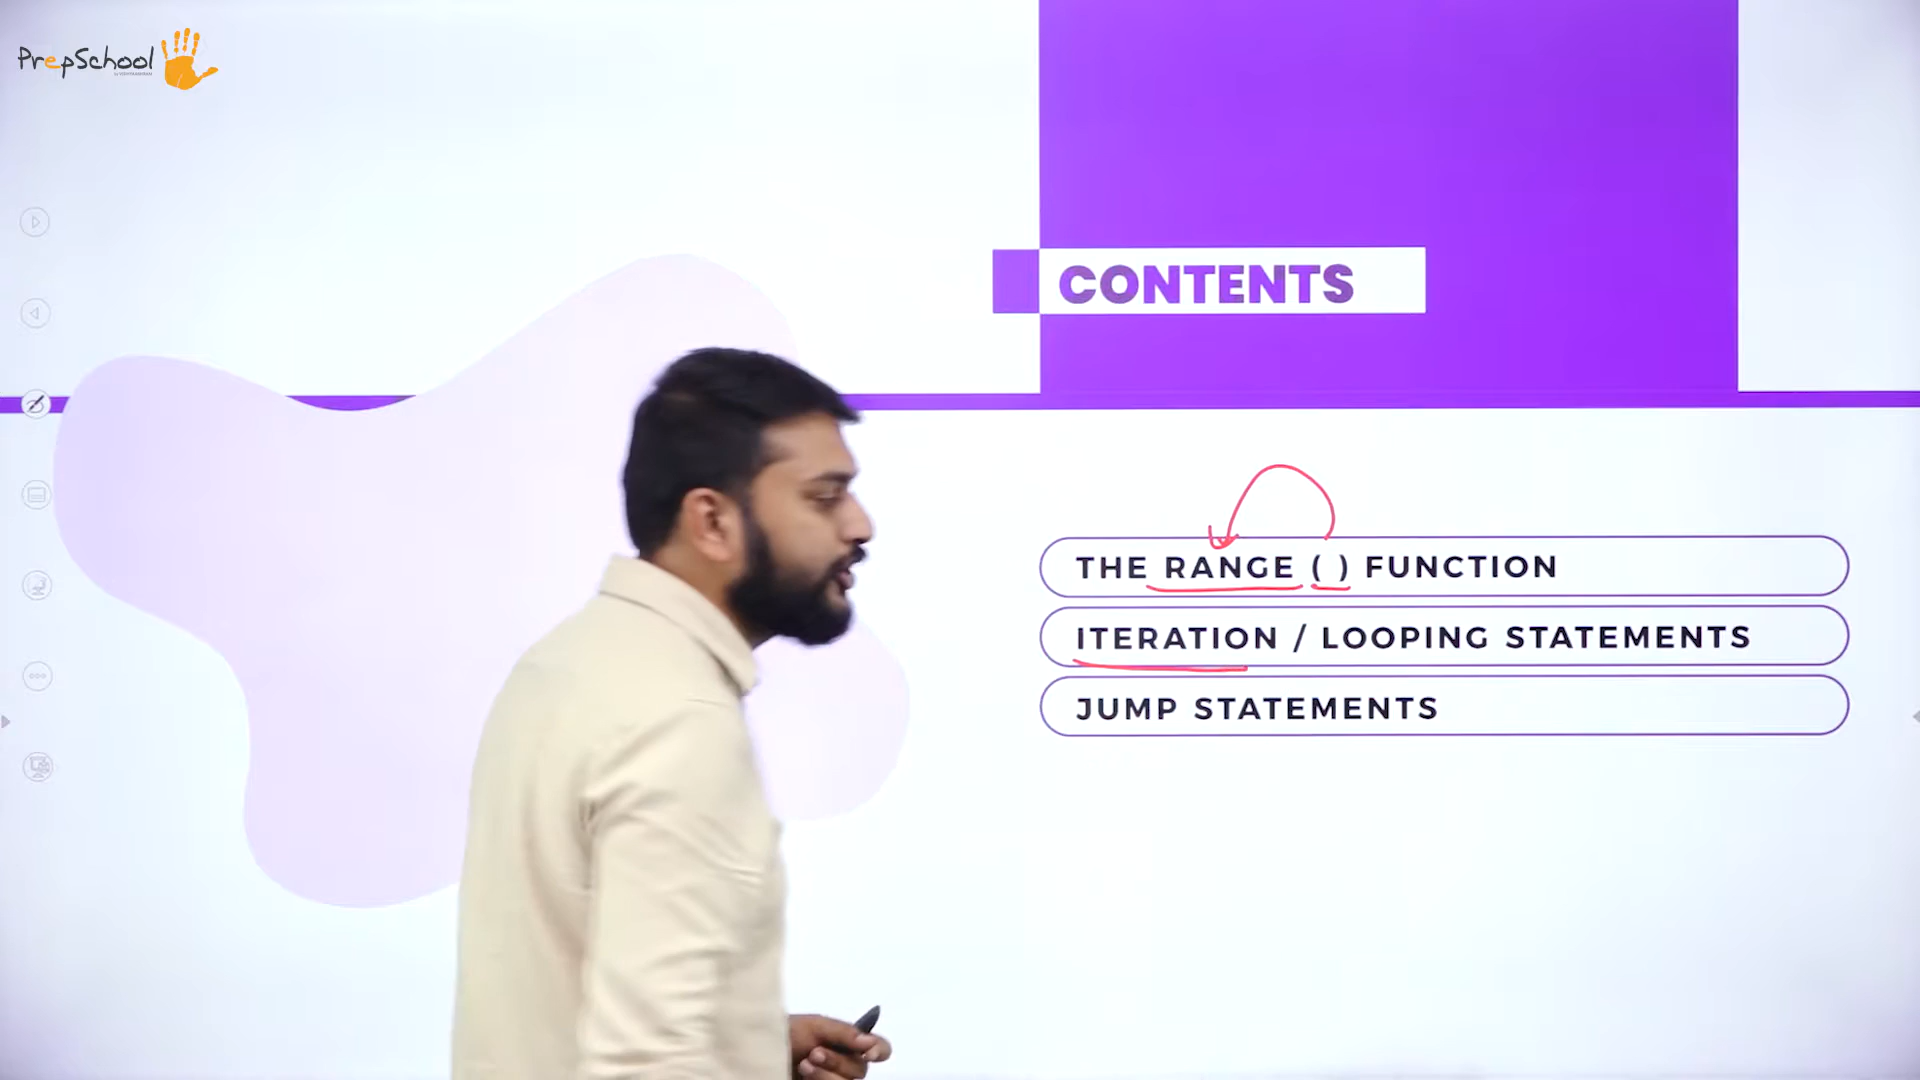 PrepSchool
CONTENTS
THE RANGE ( ) FUNCTION
ITERATION / LOOPING STATEMENTS
JUMP STATEMENTS